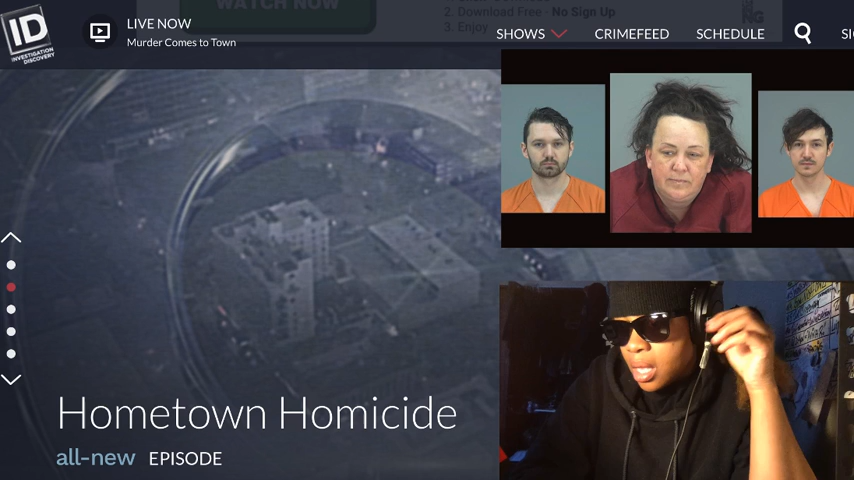 WATCH NOW
2. Download Free - No Sign Up
3. Enjoy
ID
INVESTIGATION
DISCOVERY
LIVE NOW
Murder Comes to Town
SHOWS
CRIMEFEED
SCHEDULE
Hometown Homicide
all-new EPISODE